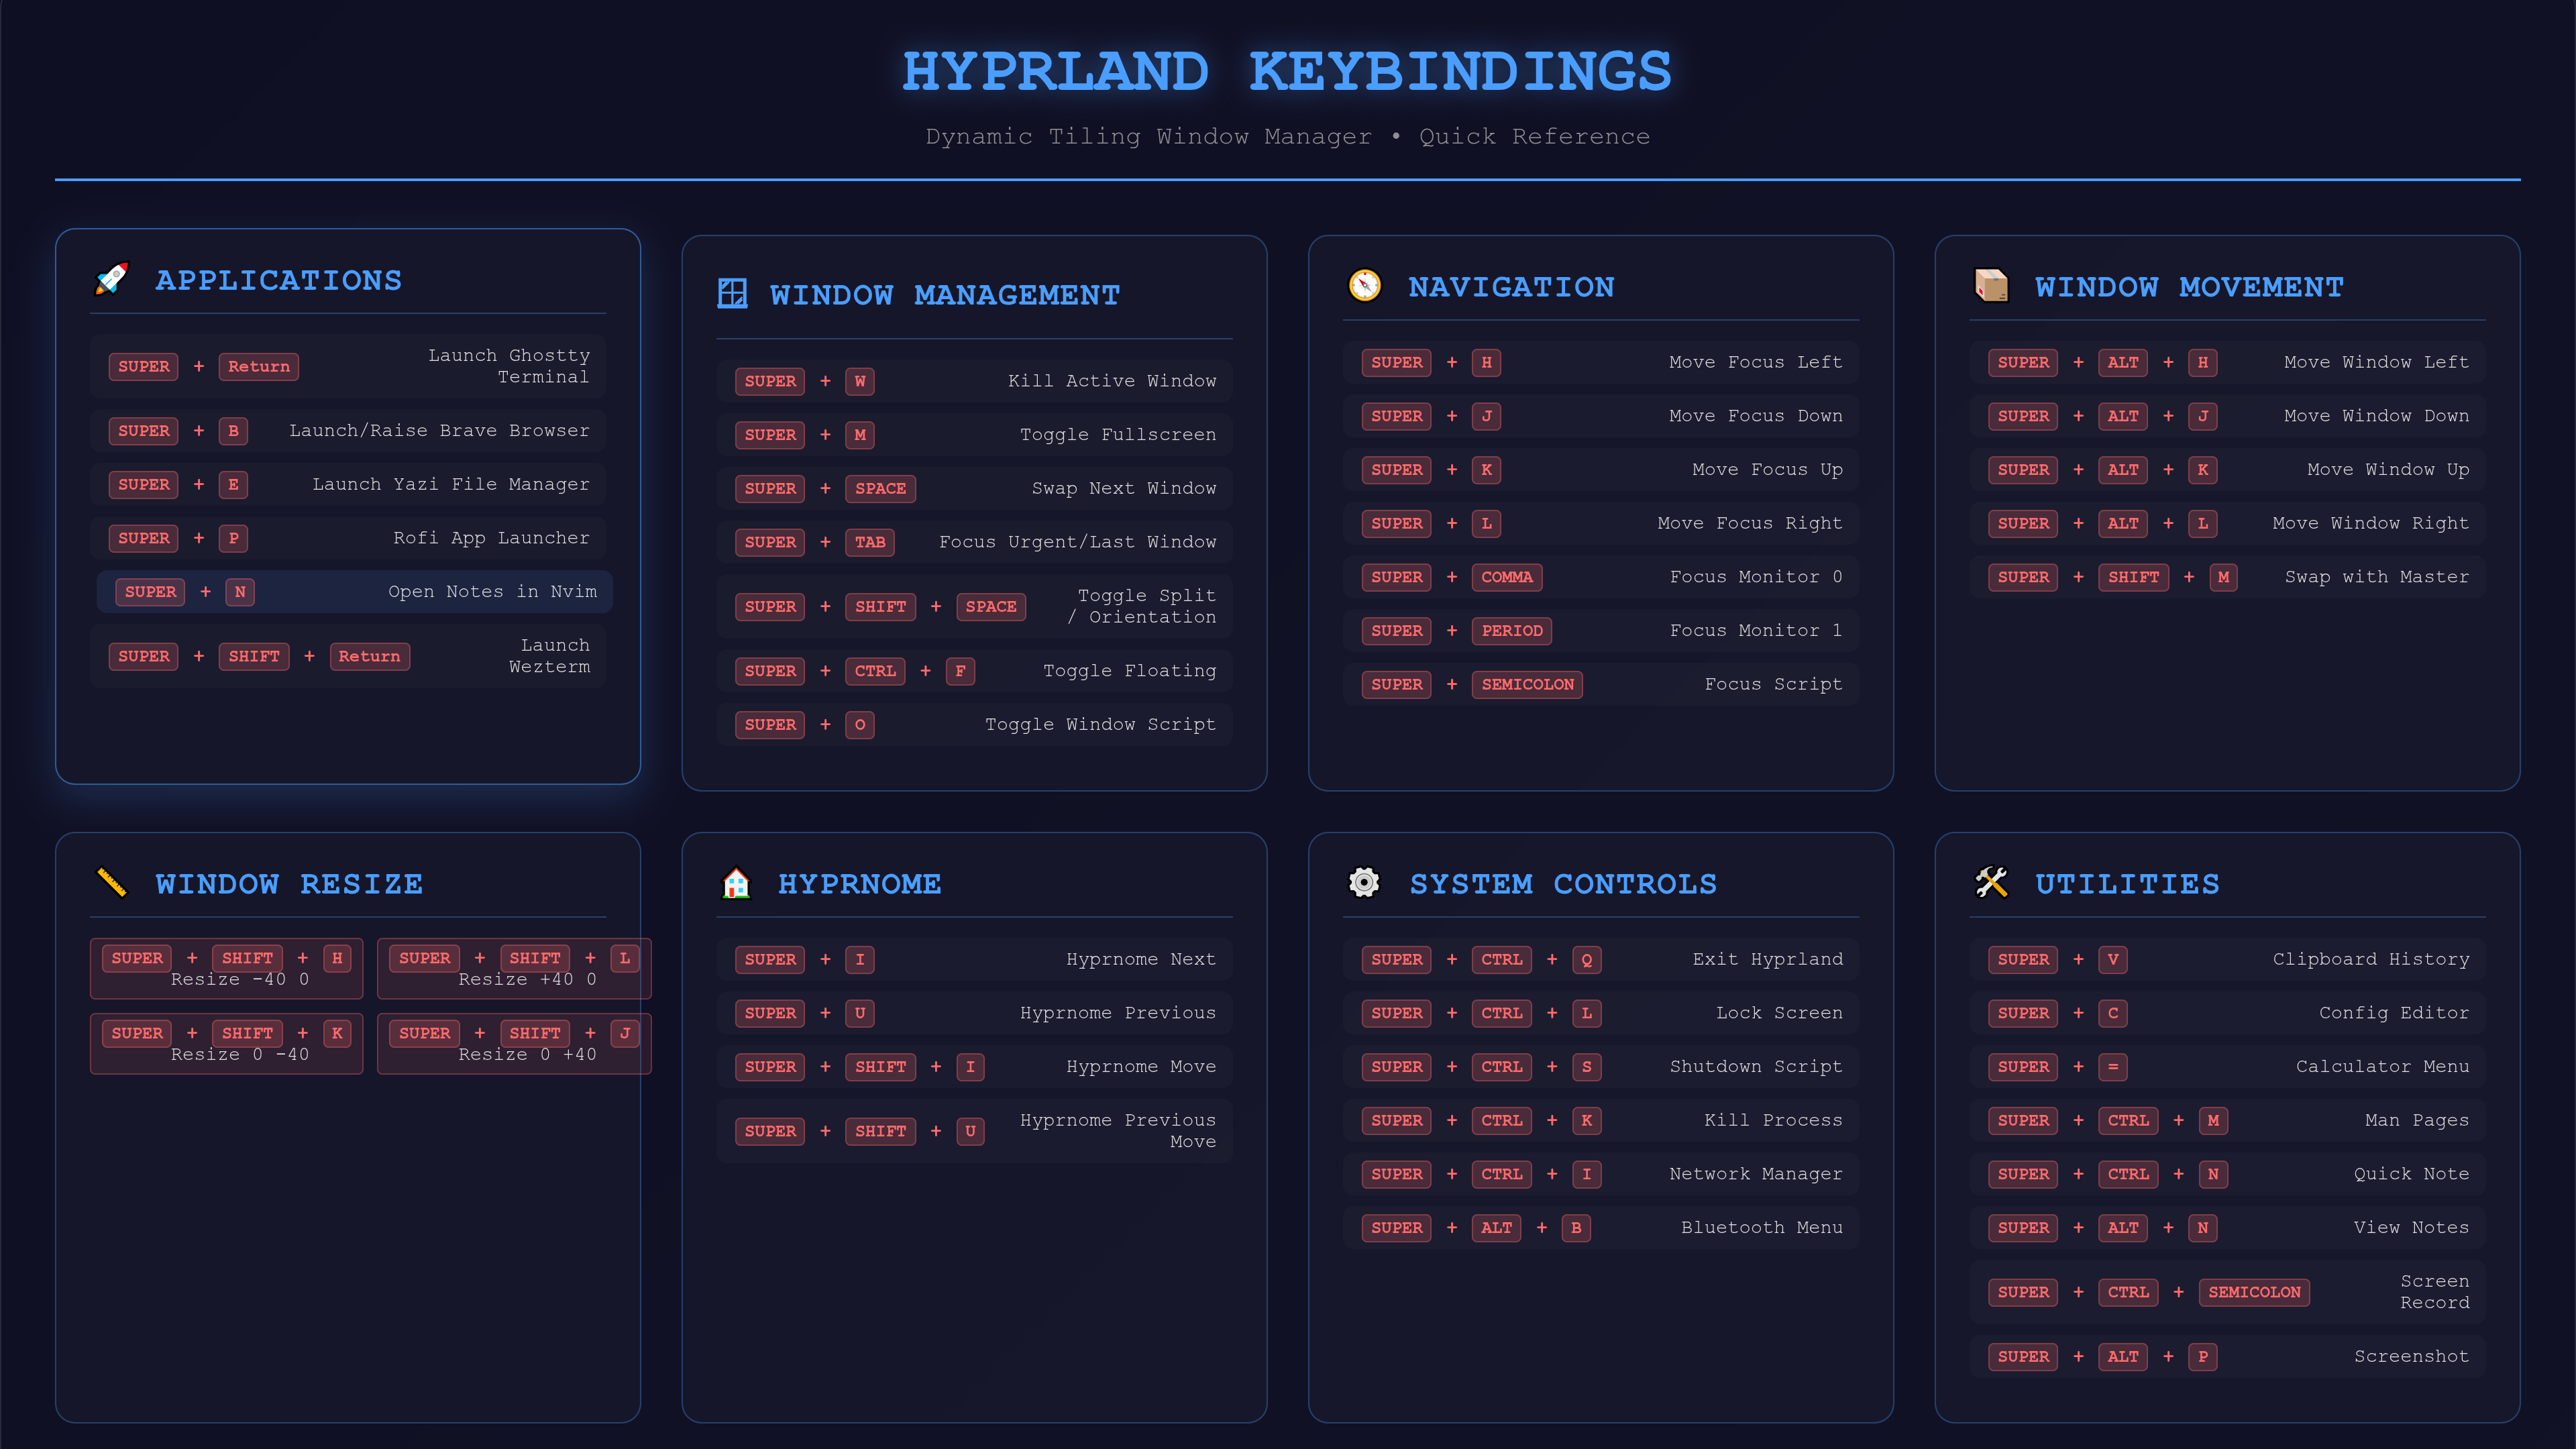 HYPRLAND KEYBINDINGS
Dynamic Tiling Window Manager • Quick Reference
APPLICATIONS
SUPER + Return Launch Ghostty
Terminal
SUPER + B Launch/Raise Brave Browser
SUPER + E Launch Yazi File Manager
SUPER + P Rofi App Launcher
SUPER + N Open Notes in Nvim
SUPER + SHIFT + Return Launch
Wezterm
WINDOW MANAGEMENT
SUPER + W Kill Active Window
SUPER + M Toggle Fullscreen
SUPER + SPACE Swap Next Window
SUPER + TAB Focus Urgent/Last Window
SUPER + SHIFT + SPACE Toggle Split
/ Orientation
SUPER + CTRL + F Toggle Floating
SUPER + O Toggle Window Script
NAVIGATION
SUPER + H Move Focus Left
SUPER + J Move Focus Down
SUPER + K Move Focus Up
SUPER + L Move Focus Right
SUPER + COMMA Focus Monitor 0
SUPER + PERIOD Focus Monitor 1
SUPER + SEMICOLON Focus Script
WINDOW MOVEMENT
SUPER + ALT + H Move Window Left
SUPER + ALT + J Move Window Down
SUPER + ALT + K Move Window Up
SUPER + ALT + L Move Window Right
SUPER + SHIFT + M Swap with Master
WINDOW RESIZE
SUPER + SHIFT + H
Resize -40 0
SUPER + SHIFT + L
Resize +40 0
SUPER + SHIFT + K
Resize 0 -40
SUPER + SHIFT + J
Resize 0 +40
HYPRNOME
SUPER + I Hyprnome Next
SUPER + U Hyprnome Previous
SUPER + SHIFT + I Hyprnome Move
SUPER + SHIFT + U Hyprnome Previous
Move
SYSTEM CONTROLS
SUPER + CTRL + Q Exit Hyprland
SUPER + CTRL + L Lock Screen
SUPER + CTRL + S Shutdown Script
SUPER + CTRL + K Kill Process
SUPER + CTRL + I Network Manager
SUPER + ALT + B Bluetooth Menu
UTILITIES
SUPER + V Clipboard History
SUPER + C Config Editor
SUPER + = Calculator Menu
SUPER + CTRL + M Man Pages
SUPER + CTRL + N Quick Note
SUPER + ALT + N View Notes
SUPER + CTRL + SEMICOLON Screen
Record
SUPER + ALT + P Screenshot